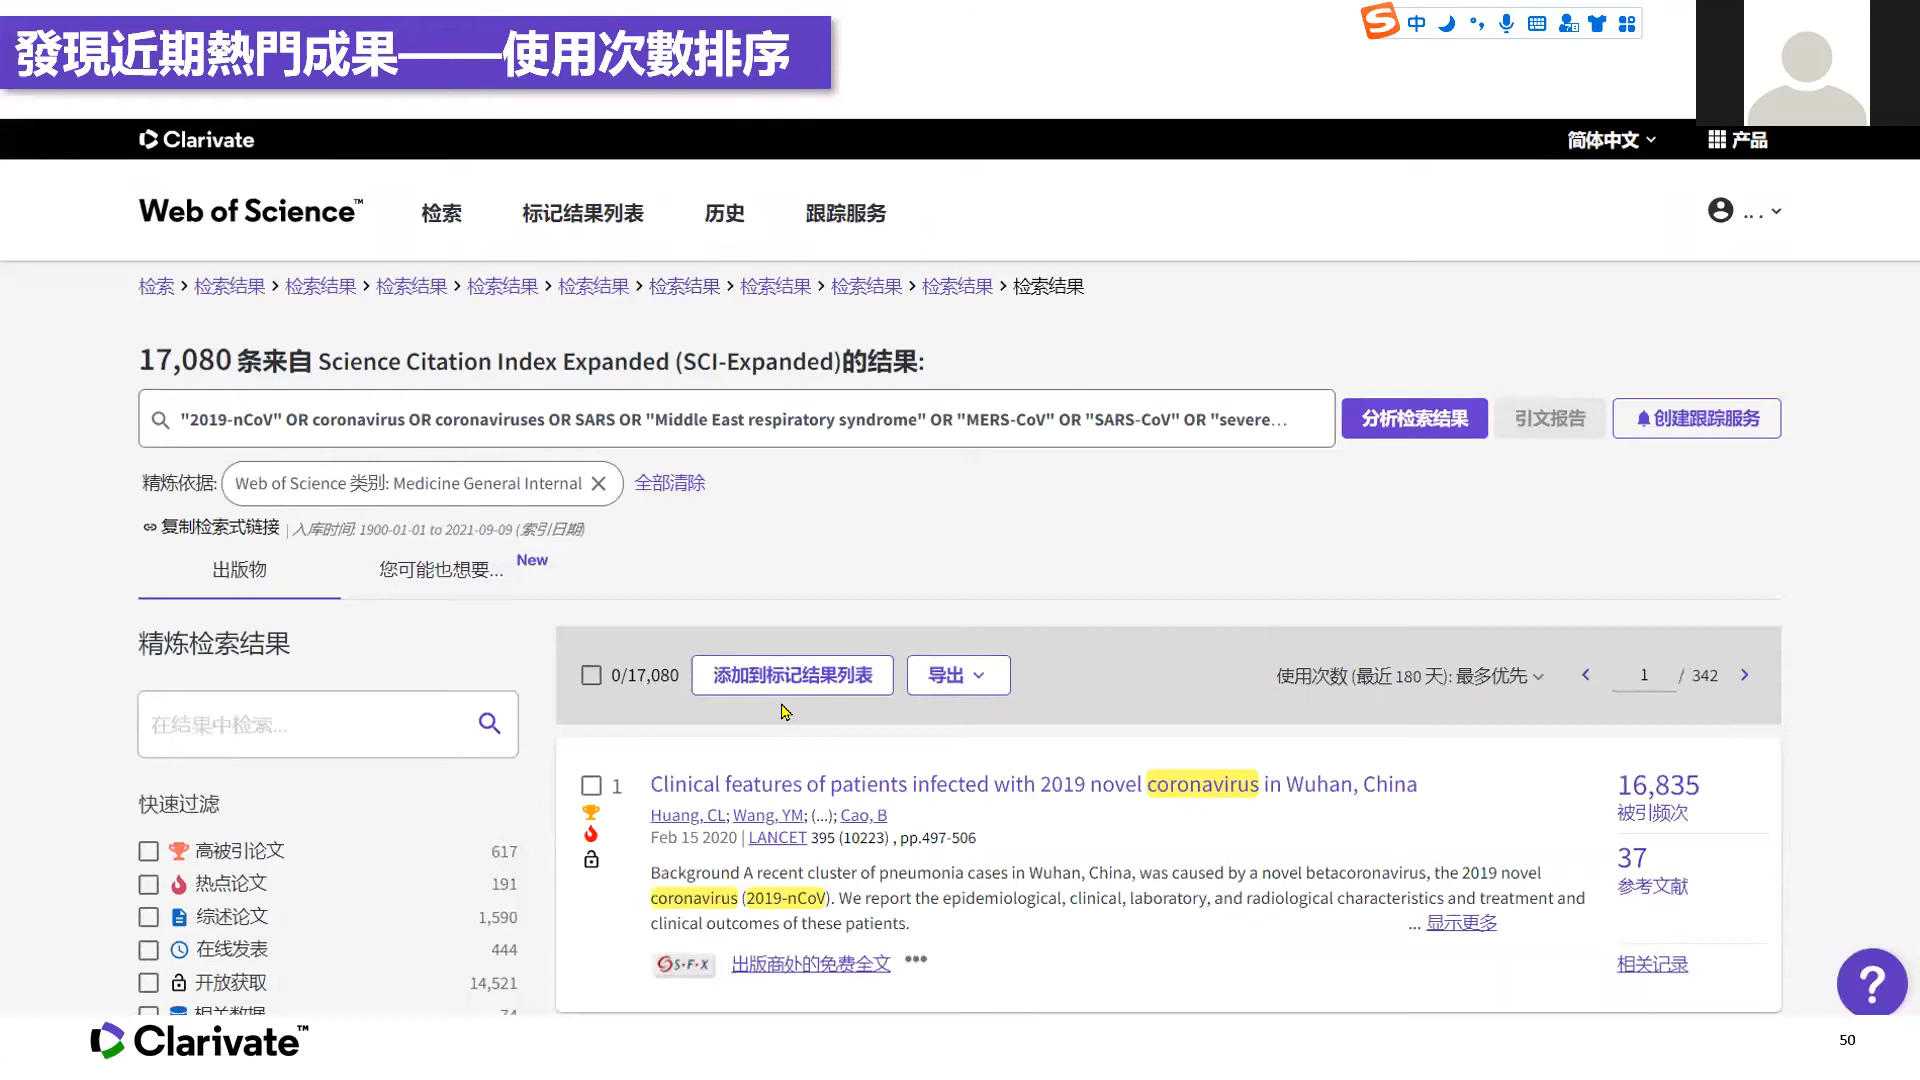 發現近期熱門成果——使用次數排序
中
Clarivate
简体中文
产品
Web of Science™
检索
标记结果列表
历史
跟踪服务
...
检索 > 检索结果 > 检索结果 > 检索结果 > 检索结果 > 检索结果 > 检索结果 > 检索结果 > 检索结果 > 检索结果 > 检索结果
17,080 条来自 Science Citation Index Expanded (SCI-Expanded)的结果:
"2019-nCoV" OR coronavirus OR coronaviruses OR SARS OR "Middle East respiratory syndrome" OR "MERS-CoV" OR "SARS-CoV" OR "severe...
分析检索结果
引文报告
创建跟踪服务
精炼依据: Web of Science 类别: Medicine General Internal
全部清除
复制检索式链接 | 入库时间: 1900-01-01 to 2021-09-09 (索引日期)
出版物
您可能也想要... New
精炼检索结果
在结果中检索...
快速过滤
高被引论文 617
热点论文 191
综述论文 1,590
在线发表 444
开放获取 14,521
相关数据 74
0/17,080
添加到标记结果列表
导出
使用次数 (最近 180 天): 最多优先
1 / 342
1
Clinical features of patients infected with 2019 novel coronavirus in Wuhan, China
Huang, CL; Wang, YM; (...); Cao, B
Feb 15 2020 | LANCET 395 (10223) , pp.497-506
Background A recent cluster of pneumonia cases in Wuhan, China, was caused by a novel betacoronavirus, the 2019 novel
coronavirus (2019-nCoV). We report the epidemiological, clinical, laboratory, and radiological characteristics and treatment and
clinical outcomes of these patients.
... 显示更多
S·F·X
出版商处的免费全文
•••
16,835
被引频次
37
参考文献
相关记录
?
Clarivate™
50